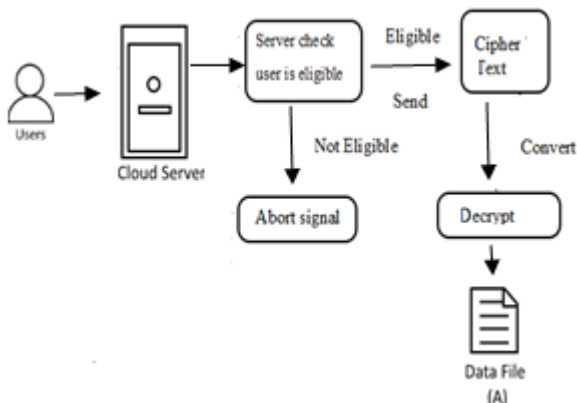 Users
Cloud Server
Server check
user is eligible
Eligible
Send
Cipher
Text
Not Eligible
Convert
Abort signal
Decrypt
Data File
(A)